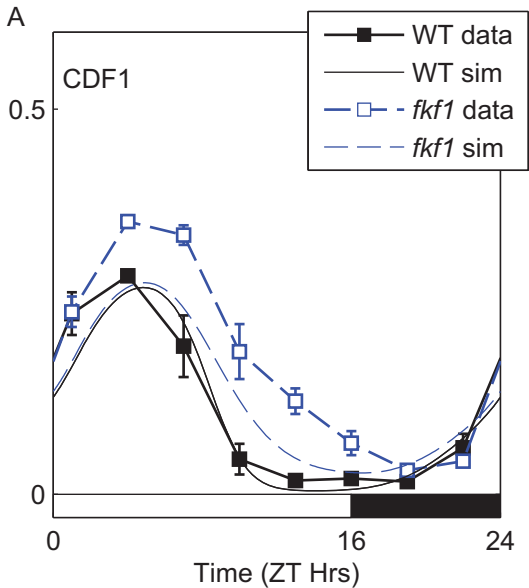 A
WT data
WT sim
fkf1 data
fkf1 sim
CDF1
0.5
0
0 16 24
Time (ZT Hrs)